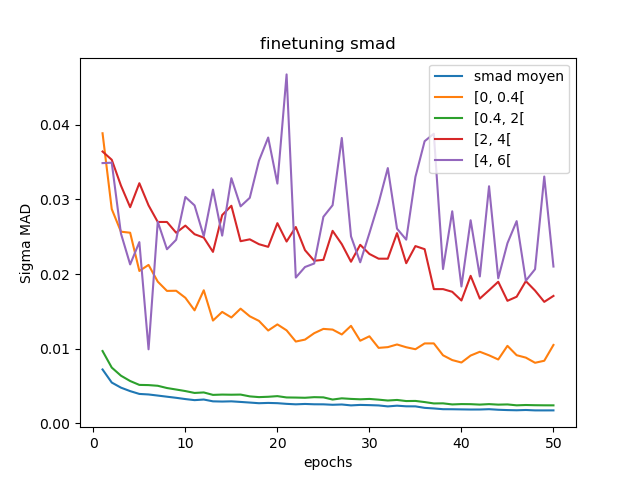 finetuning smad
smad moyen
[0, 0.4[
[0.4, 2[
[2, 4[
[4, 6[
Sigma MAD
0.04
0.03
0.02
0.01
0.00
0 10 20 30 40 50
epochs